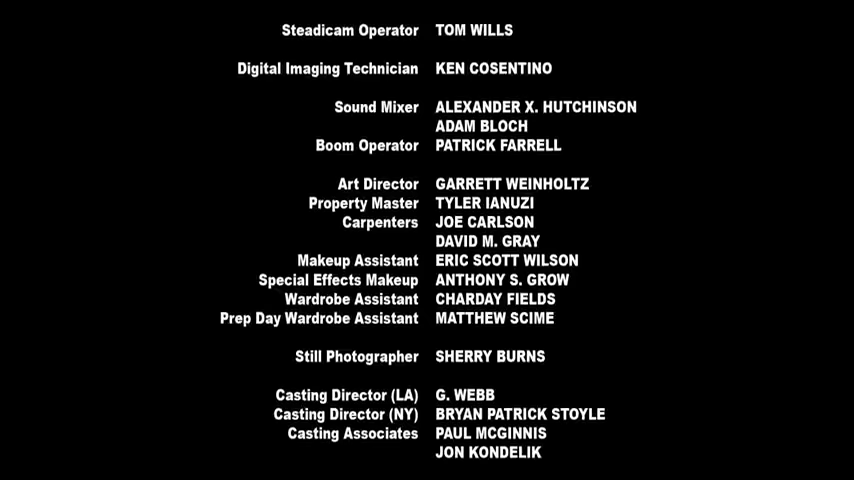 Steadicam Operator TOM WILLS
Digital Imaging Technician KEN COSENTINO
Sound Mixer ALEXANDER X. HUTCHINSON
ADAM BLOCH
Boom Operator PATRICK FARRELL
Art Director GARRETT WEINHOLTZ
Property Master TYLER IANUZI
Carpenters JOE CARLSON
DAVID M. GRAY
Makeup Assistant ERIC SCOTT WILSON
Special Effects Makeup ANTHONY S. GROW
Wardrobe Assistant CHARDAY FIELDS
Prep Day Wardrobe Assistant MATTHEW SCIME
Still Photographer SHERRY BURNS
Casting Director (LA) G. WEBB
Casting Director (NY) BRYAN PATRICK STOYLE
Casting Associates PAUL MCGINNIS
JON KONDELIK